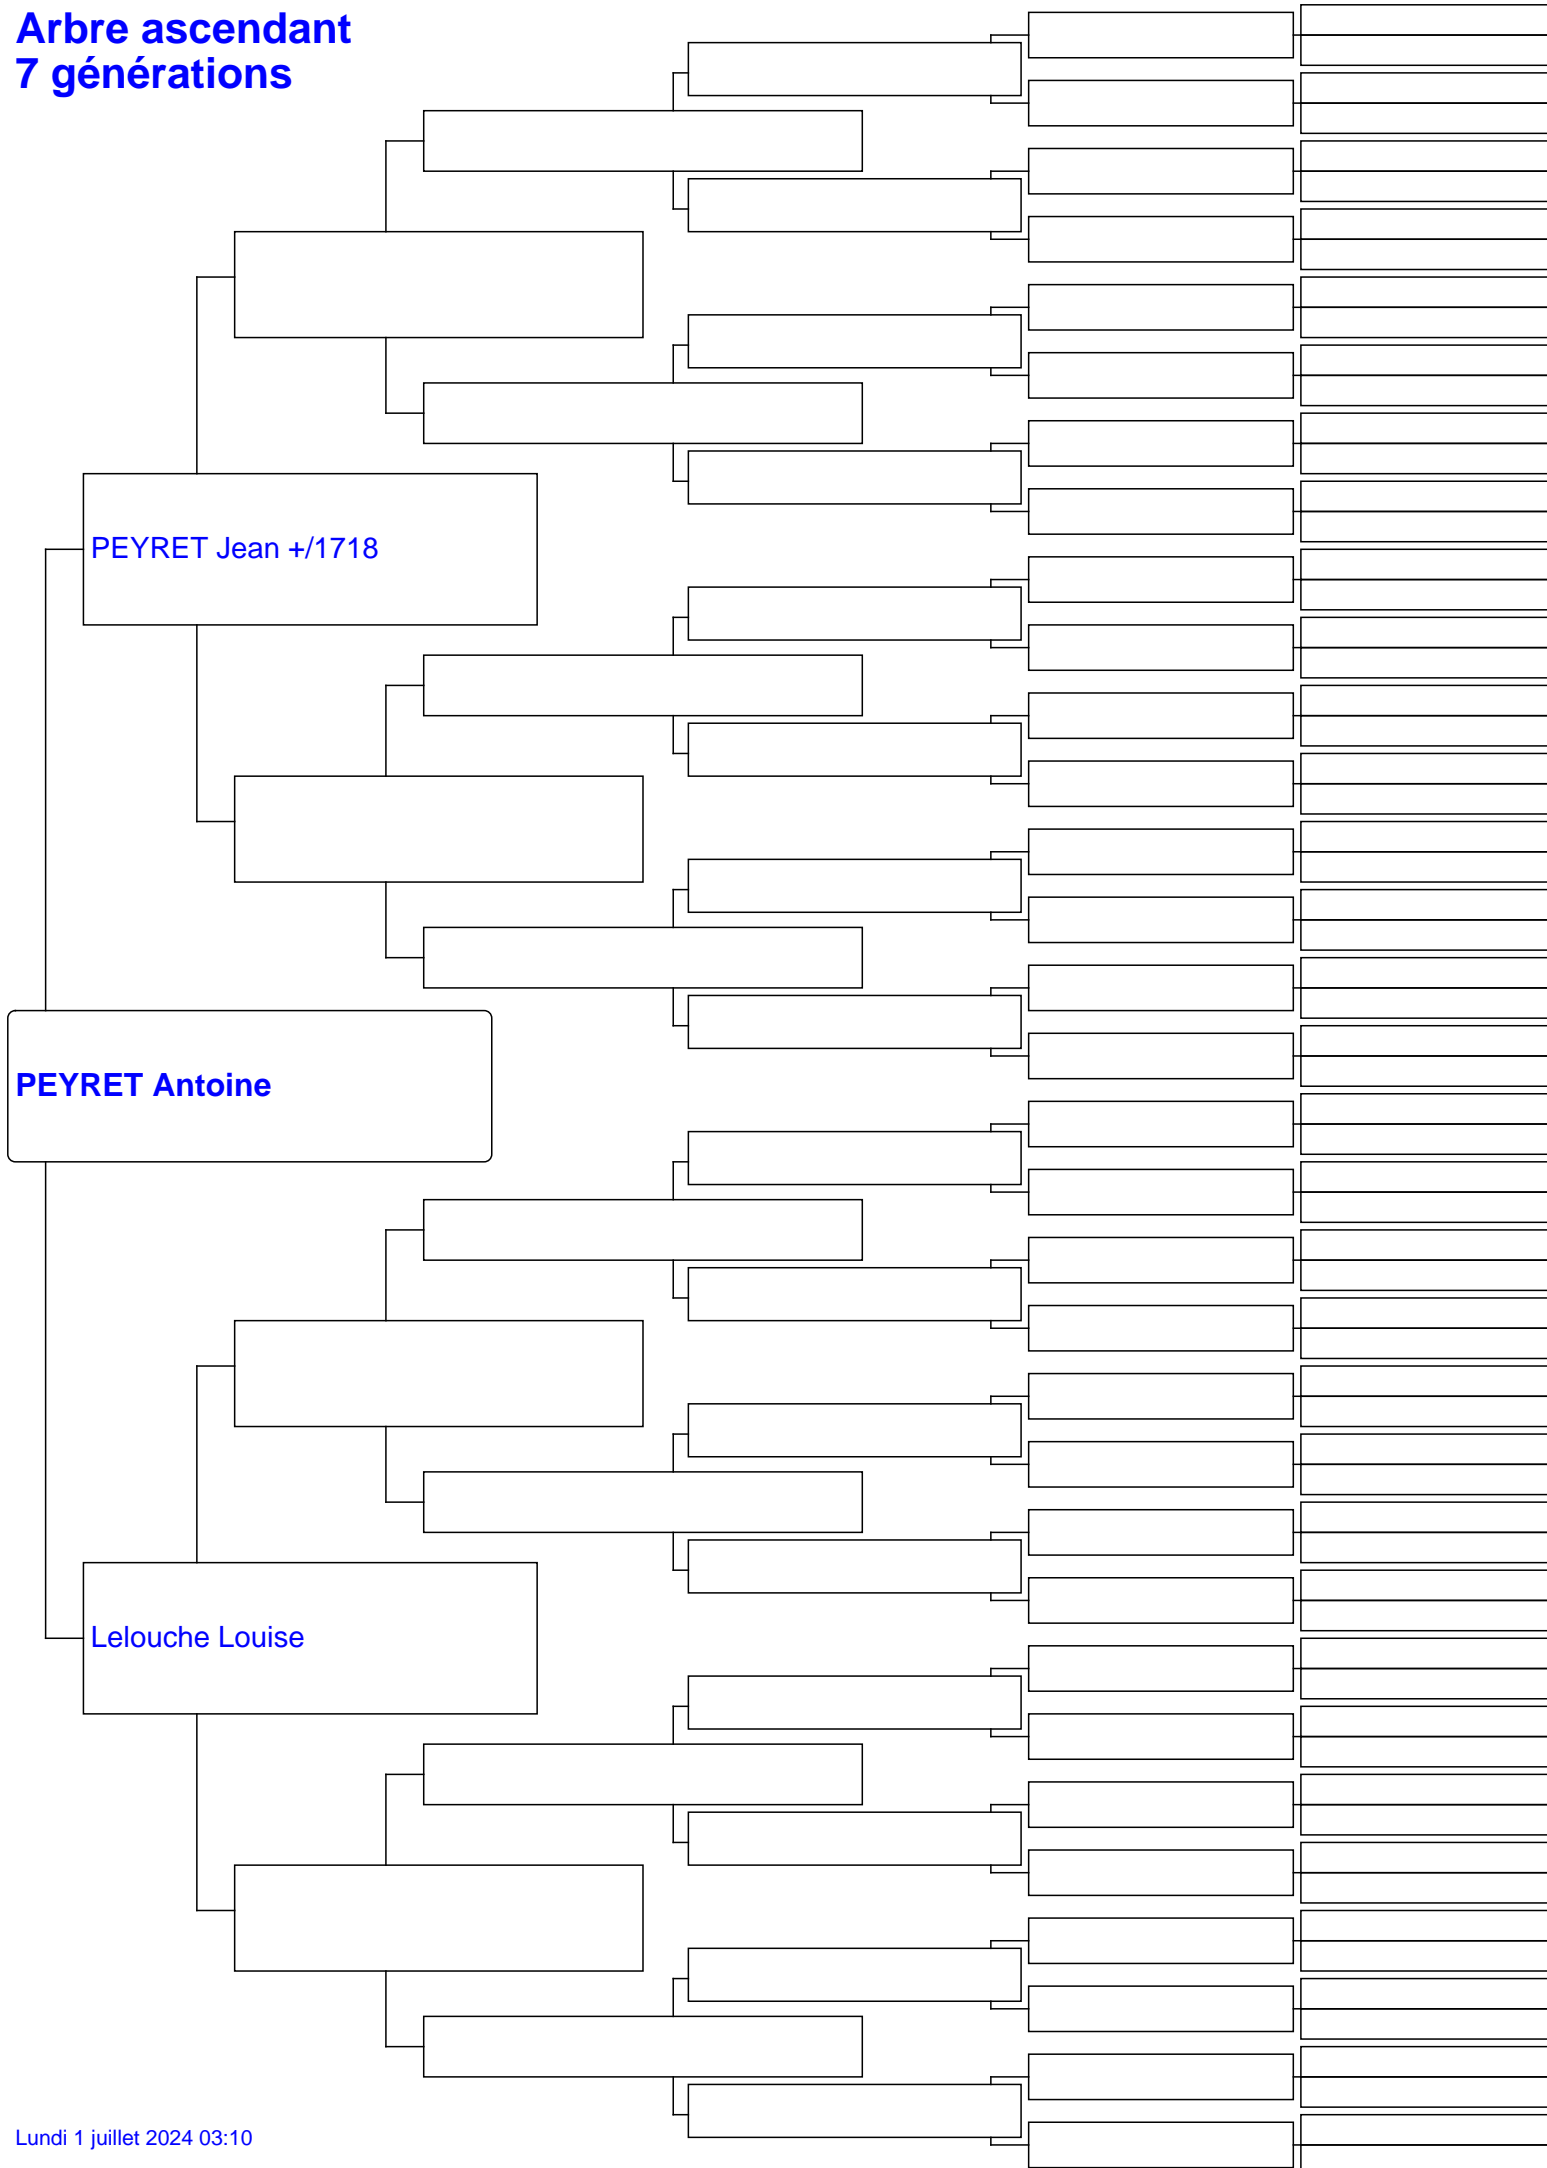 Arbre ascendant
7 générations
PEYRET Jean +/1718
PEYRET Antoine
Lelouche Louise
Lundi 1 juillet 2024 03:10